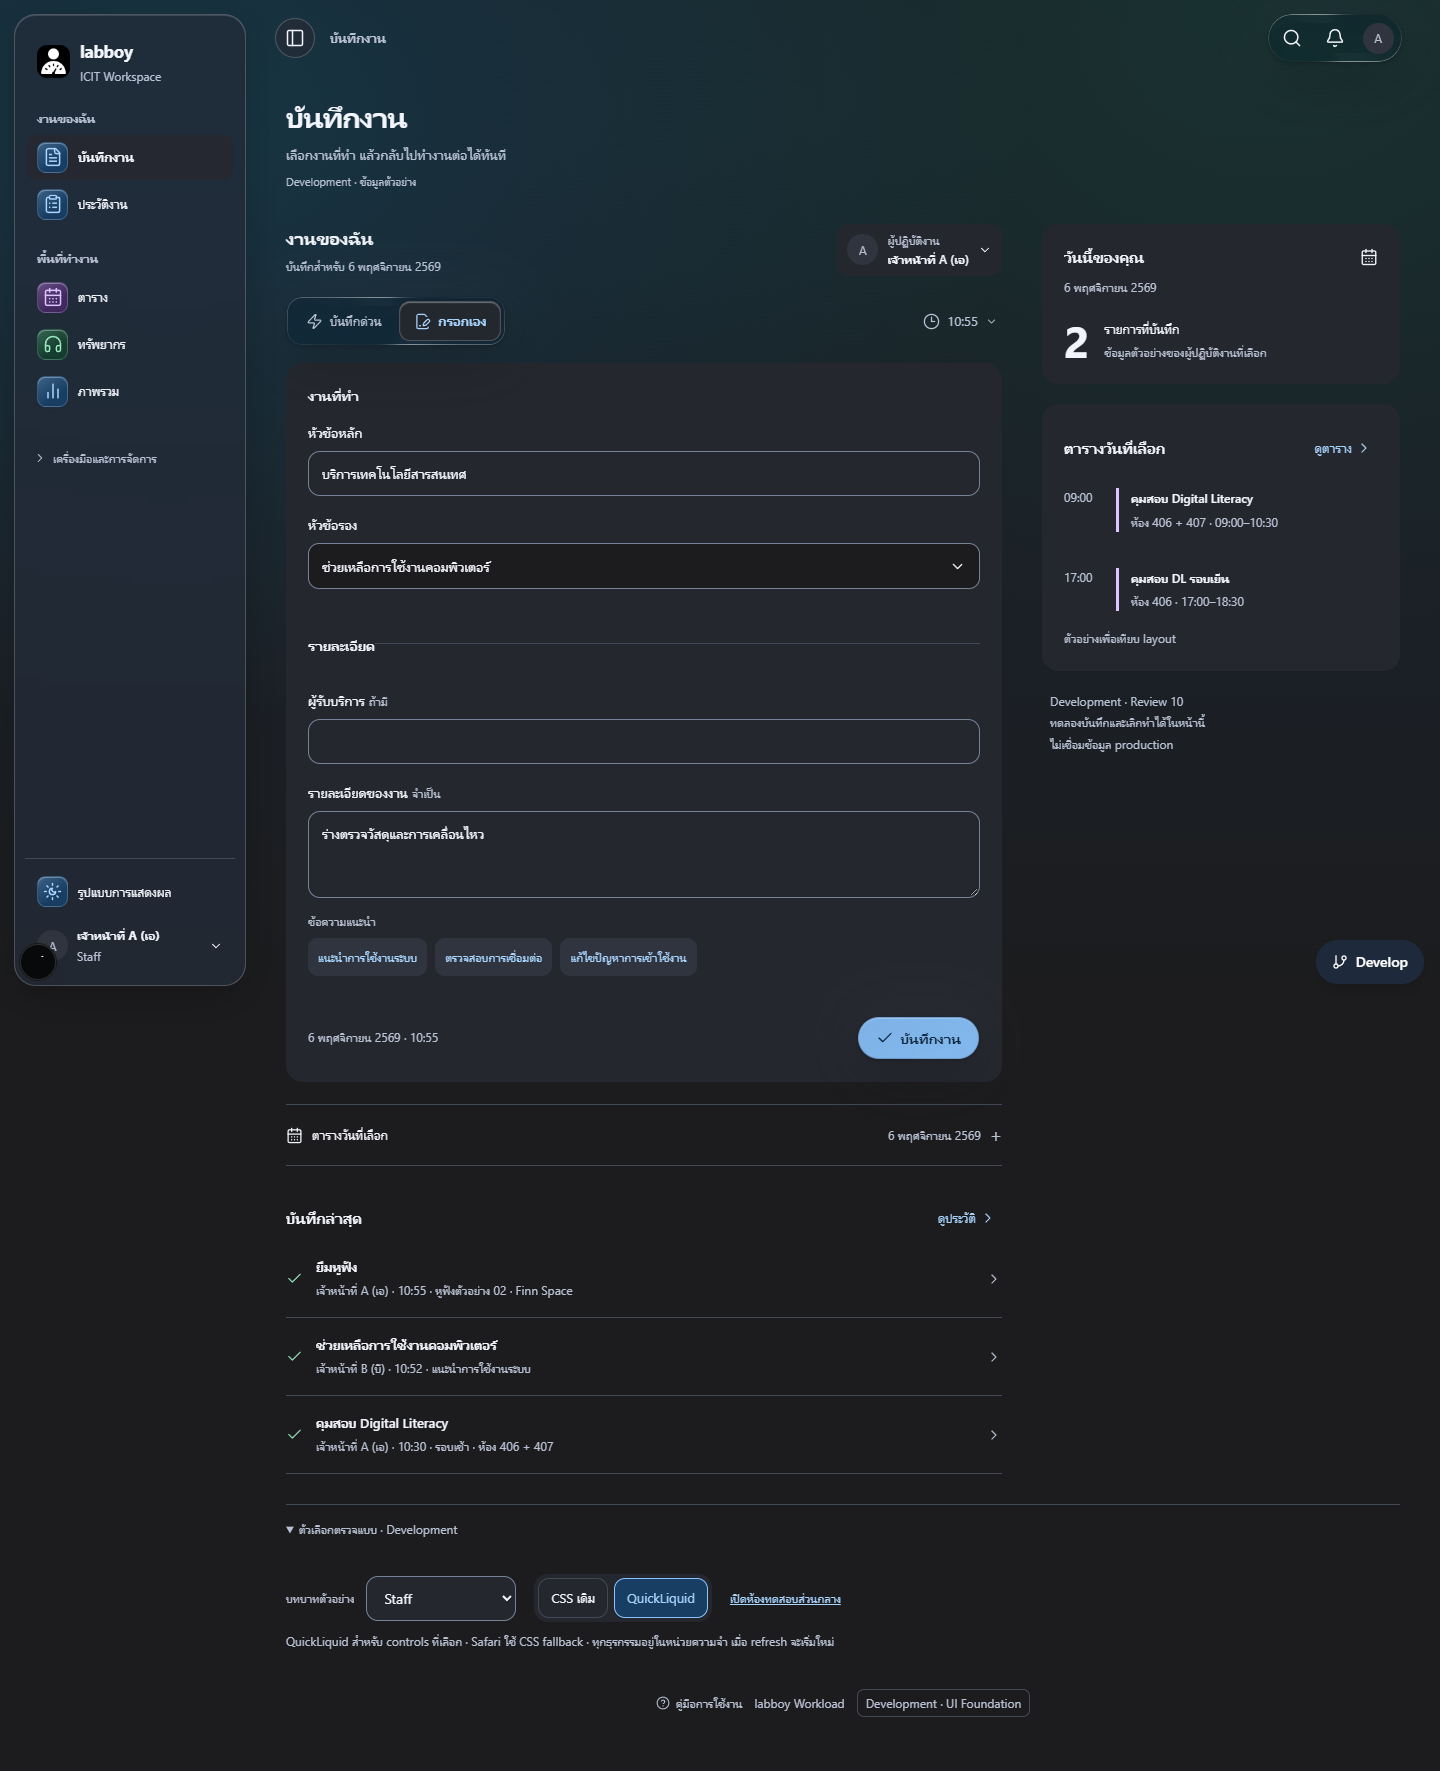 labboy
ICIT Workspace
งานของฉัน
บันทึกงาน
ประวัติงาน
พื้นที่ทำงาน
ตาราง
ทรัพยากร
ภาพรวม
เครื่องมือและการจัดการ
รูปแบบการแสดงผล
A
เจ้าหน้าที่ A (เอ)
Staff
บันทึกงาน
A
บันทึกงาน
เลือกงานที่ทำ แล้วกลับไปทำงานต่อได้ทันที
Development · ข้อมูลตัวอย่าง
งานของฉัน
บันทึกสำหรับ 6 พฤศจิกายน 2569
A
ผู้ปฏิบัติงาน
เจ้าหน้าที่ A (เอ)
บันทึกด่วน
กรอกเอง
10:55
งานที่ทำ
หัวข้อหลัก
บริการเทคโนโลยีสารสนเทศ
หัวข้อรอง
ช่วยเหลือการใช้งานคอมพิวเตอร์
รายละเอียด
ผู้รับบริการ ถ้ามี
รายละเอียดของงาน จำเป็น
ร่างตรวจวัสดุและการเคลื่อนไหว
ข้อความแนะนำ
แนะนำการใช้งานระบบ
ตรวจสอบการเชื่อมต่อ
แก้ไขปัญหาการเข้าใช้งาน
6 พฤศจิกายน 2569 · 10:55
บันทึกงาน
ตารางวันที่เลือก
6 พฤศจิกายน 2569
บันทึกล่าสุด
ดูประวัติ
ยืมหูฟัง
เจ้าหน้าที่ A (เอ) · 10:55 · หูฟังตัวอย่าง 02 · Finn Space
ช่วยเหลือการใช้งานคอมพิวเตอร์
เจ้าหน้าที่ B (บี) · 10:52 · แนะนำการใช้งานระบบ
คุมสอบ Digital Literacy
เจ้าหน้าที่ A (เอ) · 10:30 · รอบเช้า · ห้อง 406 + 407
วันนี้ของคุณ
6 พฤศจิกายน 2569
2
รายการที่บันทึก
ข้อมูลตัวอย่างของผู้ปฏิบัติงานที่เลือก
ตารางวันที่เลือก
ดูตาราง
09:00
คุมสอบ Digital Literacy
ห้อง 406 + 407 · 09:00–10:30
17:00
คุมสอบ DL รอบเย็น
ห้อง 406 · 17:00–18:30
ตัวอย่างเพื่อเทียบ layout
Development · Review 10
ทดลองบันทึกและเลิกทำได้ในหน้านี้
ไม่เชื่อมข้อมูล production
Develop
▼ ตัวเลือกตรวจแบบ · Development
บทบาทตัวอย่าง
Staff
CSS เดิม
QuickLiquid
เปิดห้องทดสอบส่วนกลาง
QuickLiquid สำหรับ controls ที่เลือก · Safari ใช้ CSS fallback · ทุกธุรกรรมอยู่ในหน่วยความจำ เมื่อ refresh จะเริ่มใหม่
คู่มือการใช้งาน
labboy Workload
Development · UI Foundation